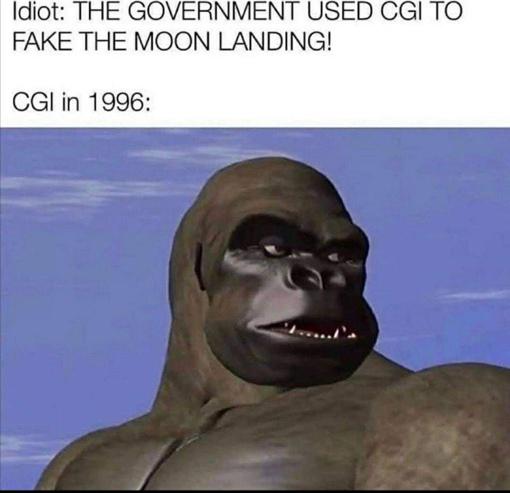 Idiot: THE GOVERNMENT USED CGI TO
FAKE THE MOON LANDING!
CGI in 1996: